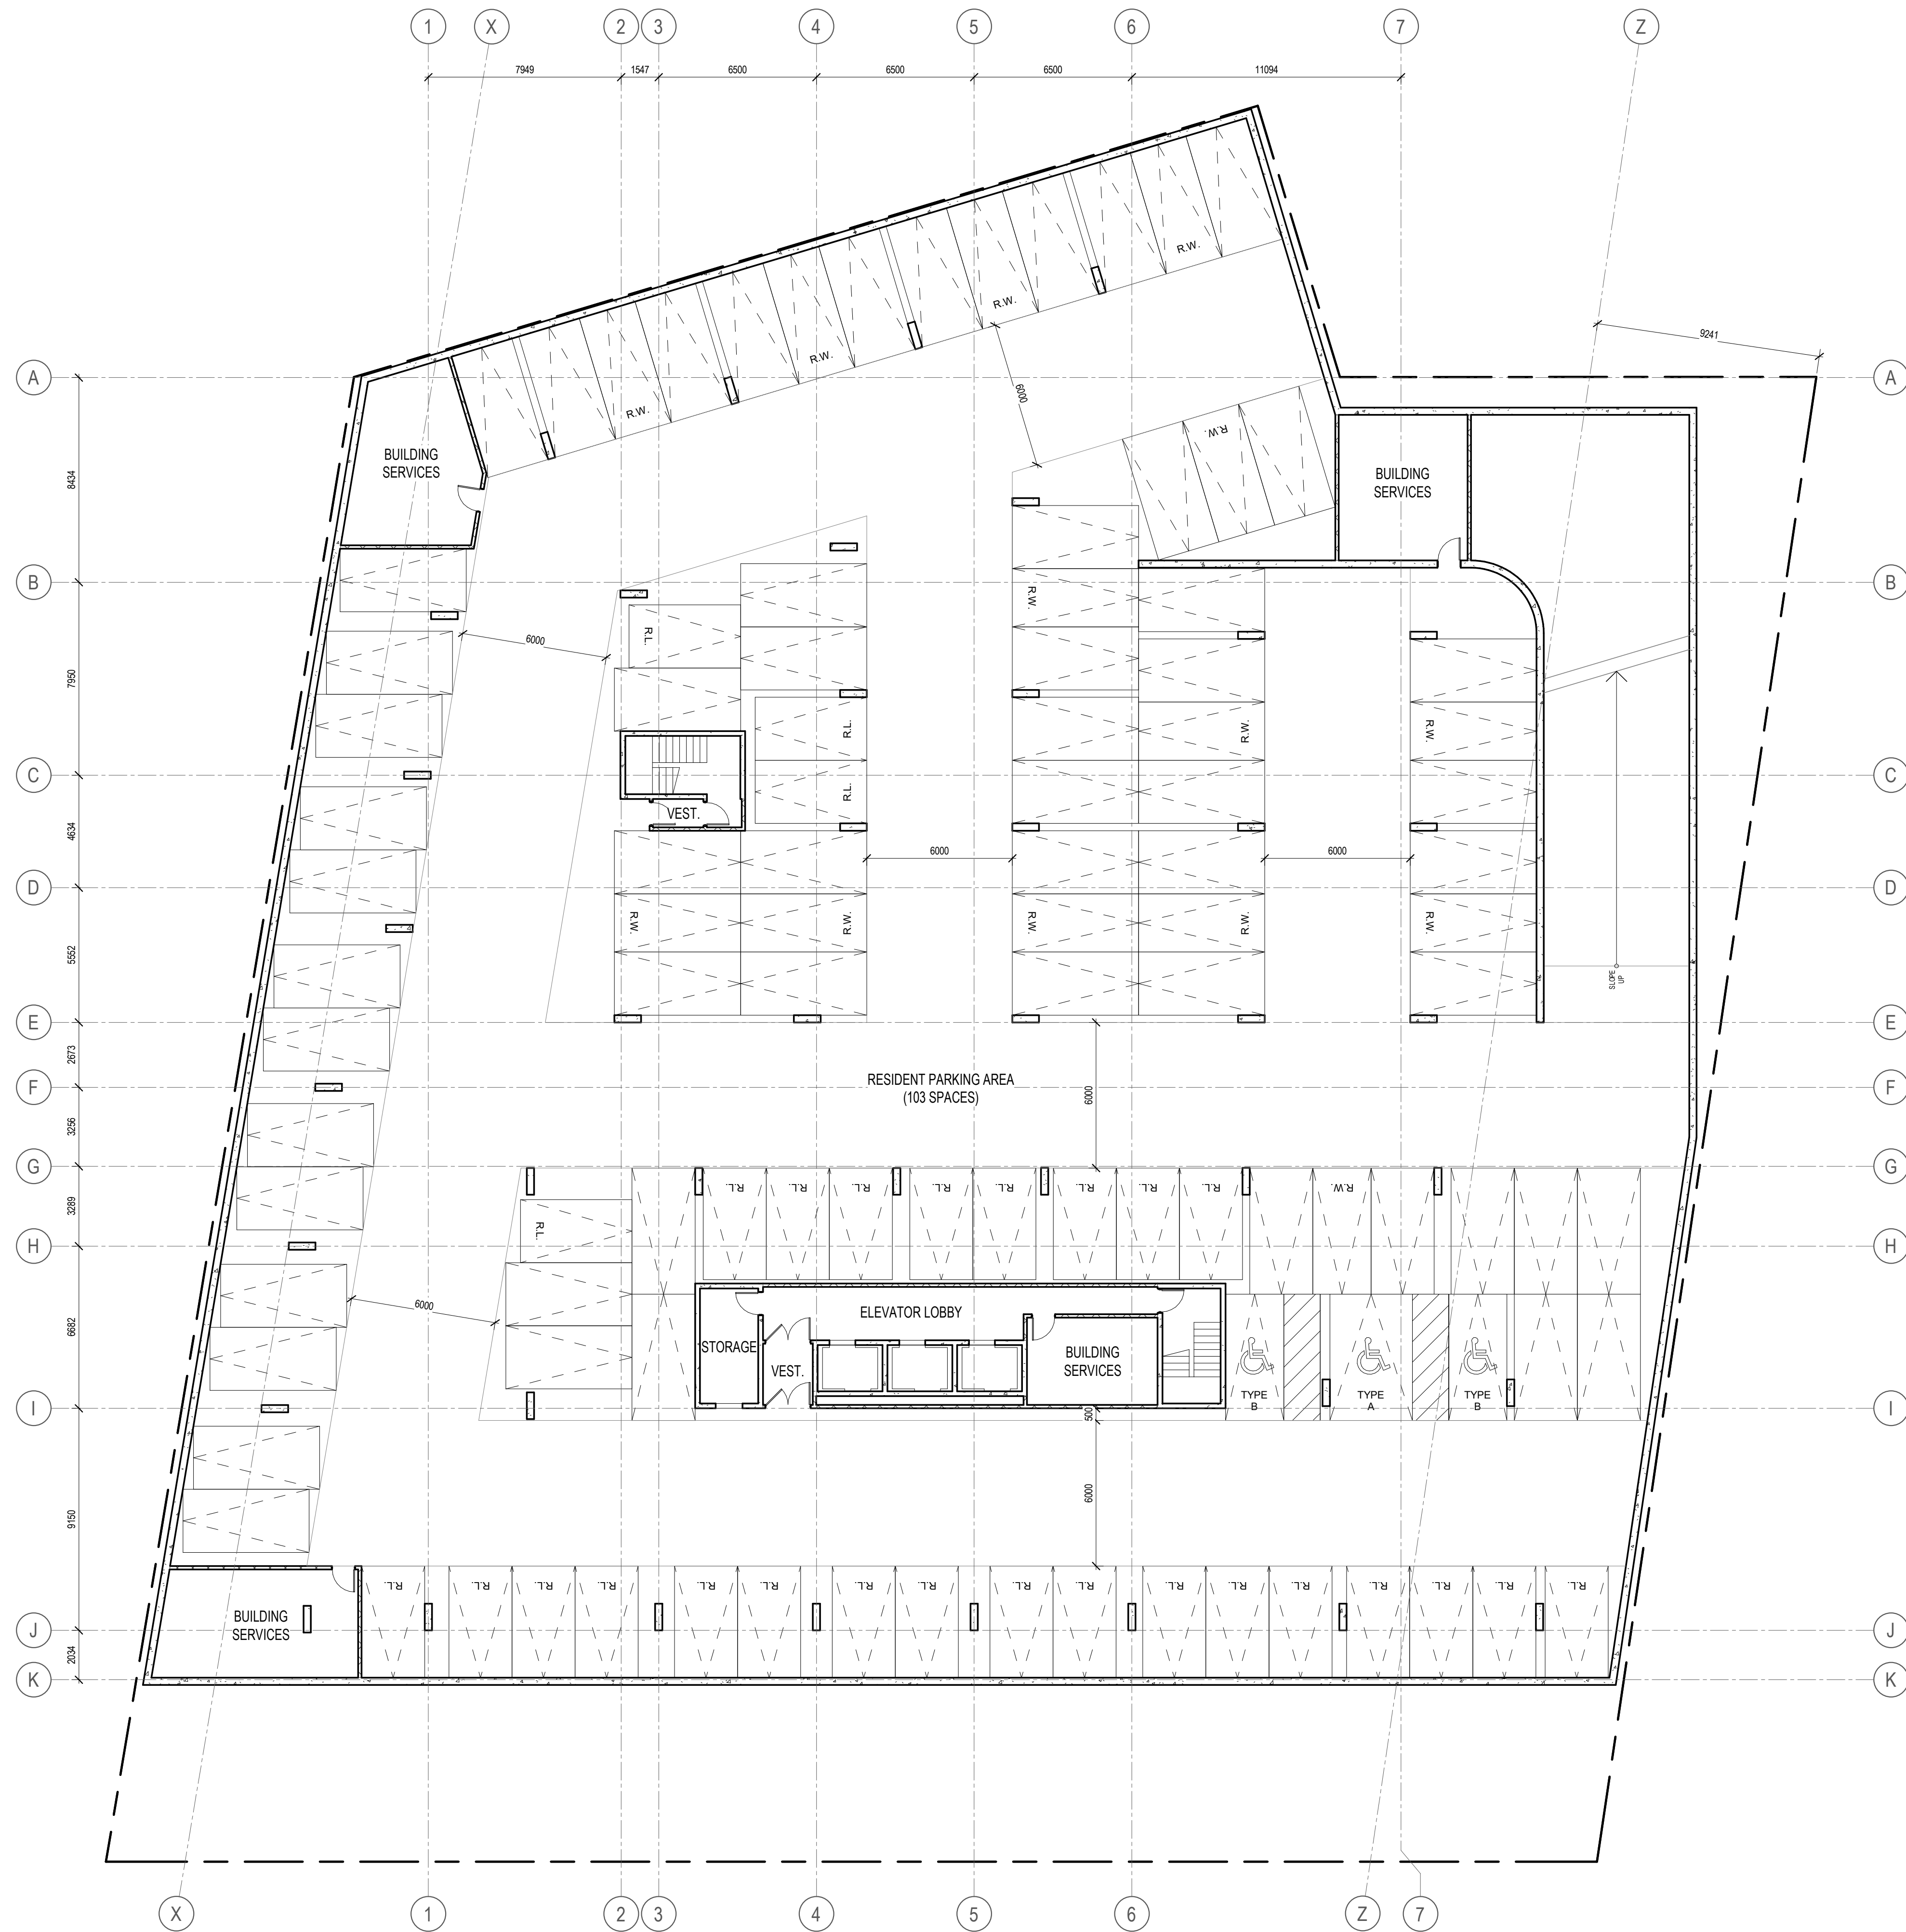 1 X 2 3 4 5 6 7 Z
7949 1547 6500 6500 6500 11094
9241
A A
R.W.
R.W.
R.W.
R.W.
6000
R.W.
BUILDING
SERVICES
BUILDING
SERVICES
8434
B B
6000
R.L.
R.W.
7950
R.L.
R.W.
R.W.
C C
R.L.
VEST.
4634
6000
6000
D D
R.W.
R.W.
R.W.
R.W.
R.W.
5552
SLOPE
UP
E E
2673
RESIDENT PARKING AREA
(103 SPACES)
6000
F F
3256
G G
R.L. R.L. R.L. R.L. R.L. R.L. R.L. R.L. R.W.
3289
R.L.
H H
6000
ELEVATOR LOBBY
6682
STORAGE
VEST.
BUILDING
SERVICES
TYPE
B
TYPE
A
TYPE
B
I I
500
9150
6000
R.L. R.L. R.L. R.L. R.L. R.L. R.L. R.L. R.L. R.L. R.L. R.L. R.L. R.L. R.L. R.L. R.L.
BUILDING
SERVICES
J J
2034
K K
X 1 2 3 4 5 6 Z 7